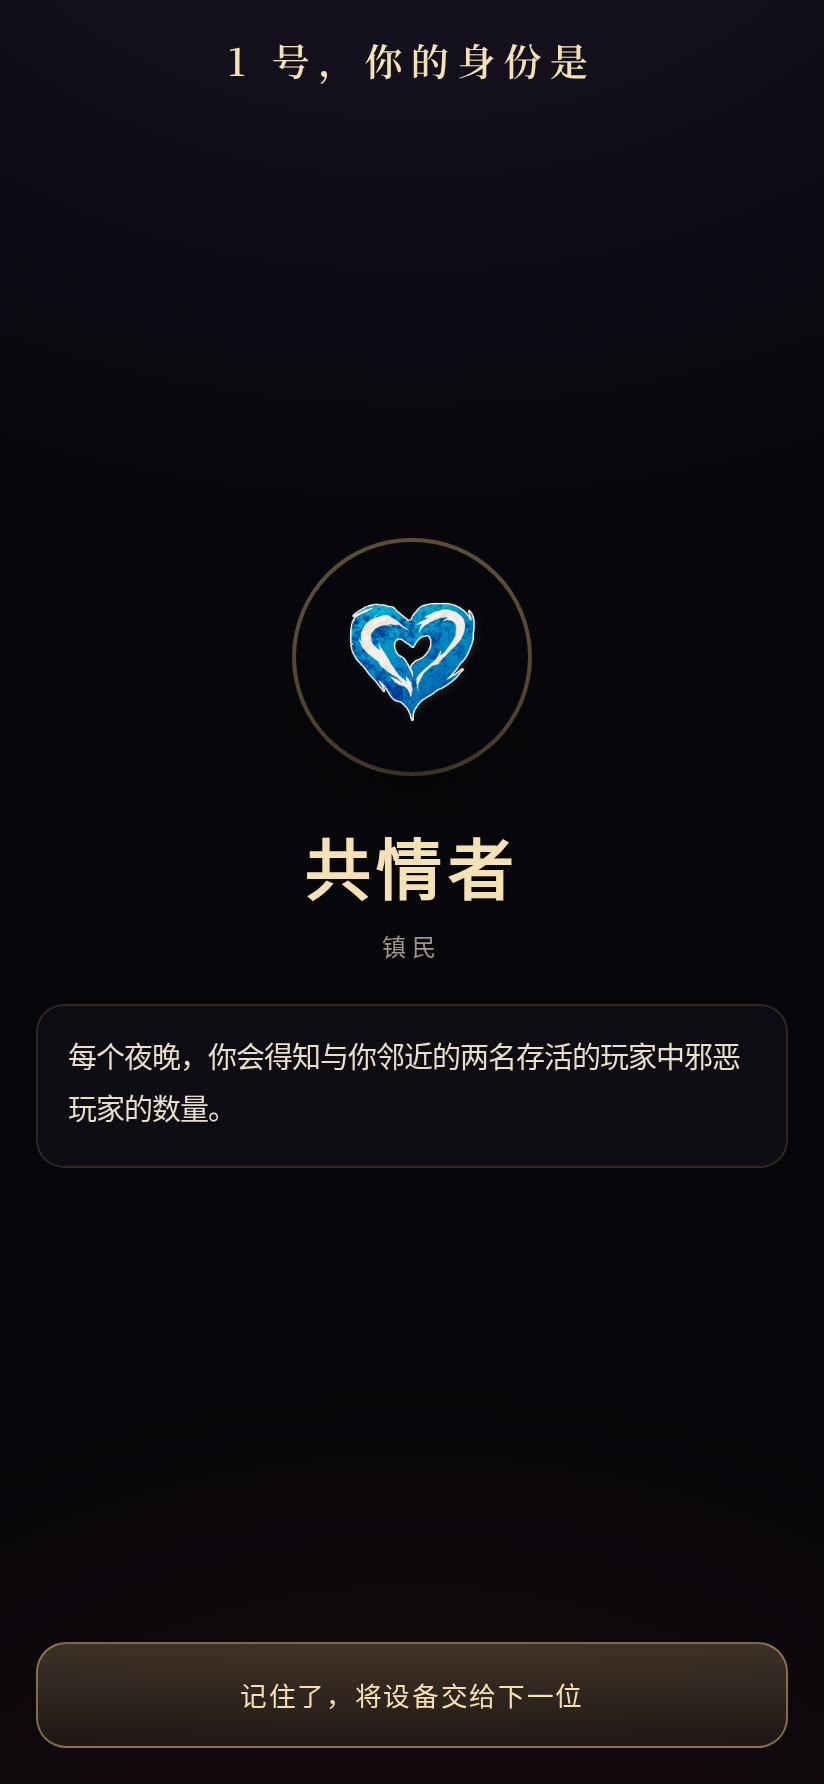 1 号，你的身份是
共情者
镇民
每个夜晚，你会得知与你邻近的两名存活的玩家中邪恶
玩家的数量。
记住了，将设备交给下一位